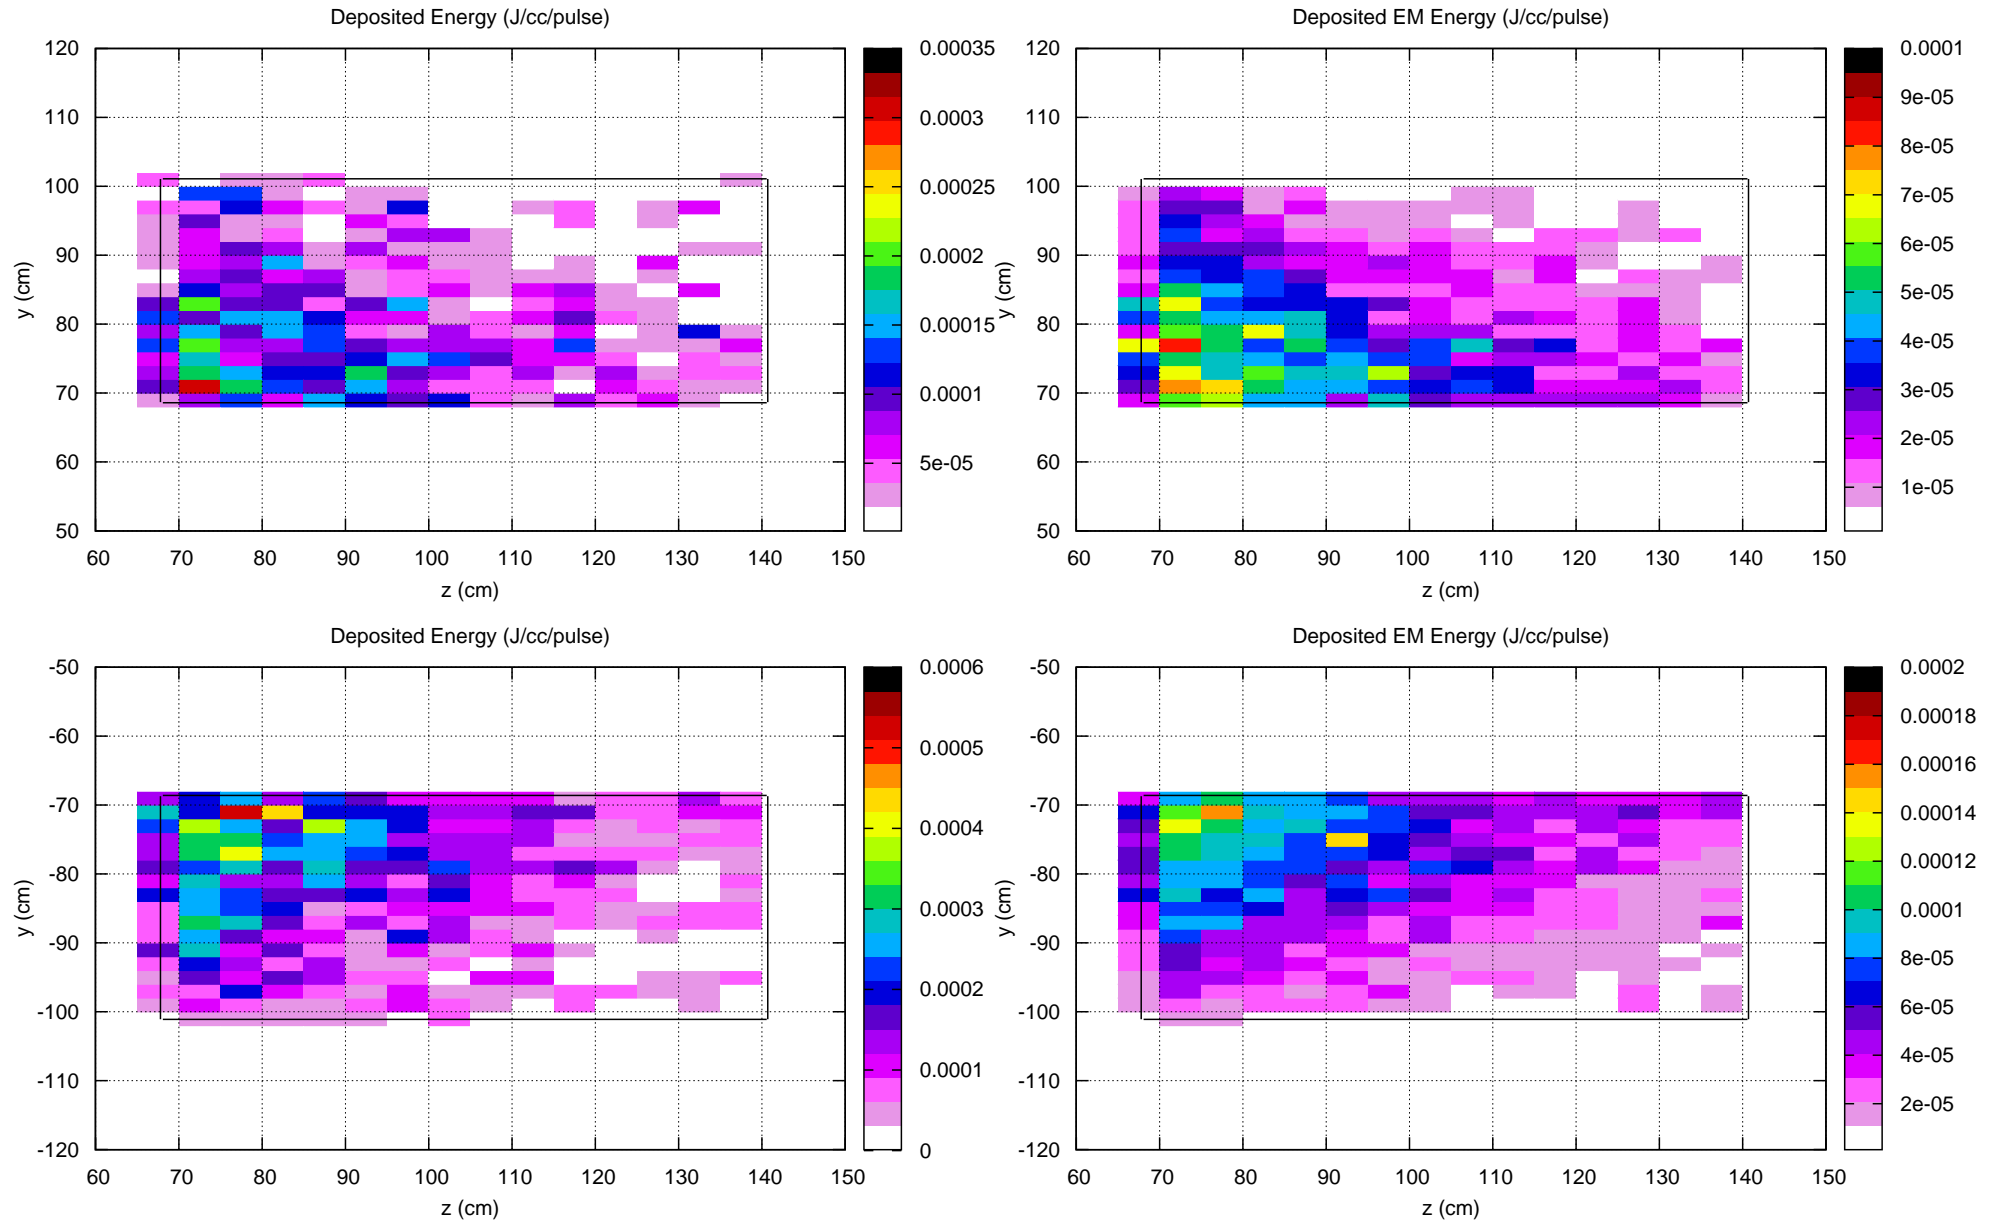 Deposited Energy (J/cc/pulse)
120
110
100
90
80
70
60
50
y (cm)
60 70 80 90 100 110 120 130 140 150
z (cm)
0.00035
0.0003
0.00025
0.0002
0.00015
0.0001
5e-05
Deposited EM Energy (J/cc/pulse)
120
110
100
90
80
70
60
50
y (cm)
60 70 80 90 100 110 120 130 140 150
z (cm)
0.0001
9e-05
8e-05
7e-05
6e-05
5e-05
4e-05
3e-05
2e-05
1e-05
Deposited Energy (J/cc/pulse)
-50
-60
-70
-80
-90
-100
-110
-120
y (cm)
60 70 80 90 100 110 120 130 140 150
z (cm)
0.0006
0.0005
0.0004
0.0003
0.0002
0.0001
0
Deposited EM Energy (J/cc/pulse)
-50
-60
-70
-80
-90
-100
-110
-120
y (cm)
60 70 80 90 100 110 120 130 140 150
z (cm)
0.0002
0.00018
0.00016
0.00014
0.00012
0.0001
8e-05
6e-05
4e-05
2e-05